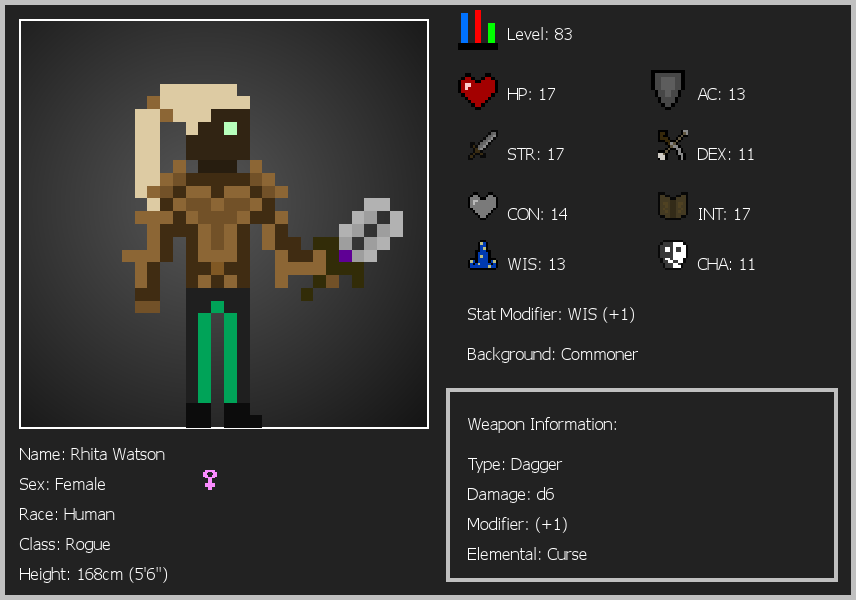 Level: 83
HP: 17
AC: 13
STR: 17
DEX: 11
CON: 14
INT: 17
WIS: 13
CHA: 11
Stat Modifier: WIS (+1)
Background: Commoner
Weapon Information:
Type: Dagger
Damage: d6
Modifier: (+1)
Elemental: Curse
Name: Rhita Watson
Sex: Female
Race: Human
Class: Rogue
Height: 168cm (5'6")